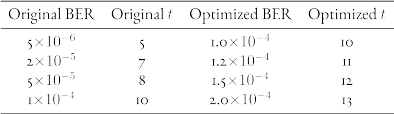 Original BER Original t Optimized BER Optimized t
5×10⁻⁶ 5 1.0×10⁻⁴ 10
2×10⁻⁵ 7 1.2×10⁻⁴ 11
5×10⁻⁵ 8 1.5×10⁻⁴ 12
1×10⁻⁴ 10 2.0×10⁻⁴ 13